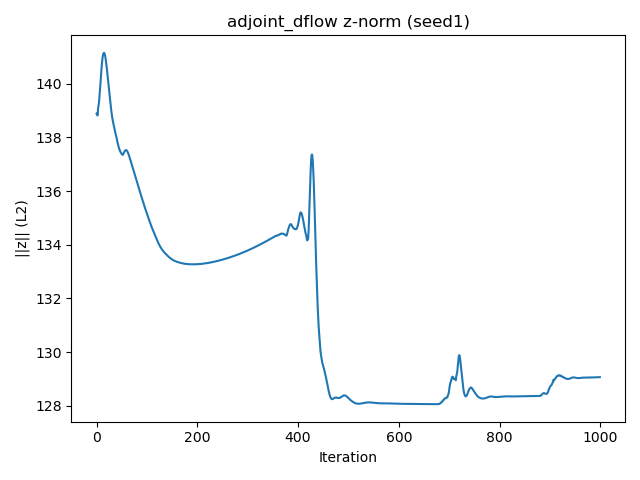 adjoint_dflow z-norm (seed1)
||z|| (L2)
140
138
136
134
132
130
128
0 200 400 600 800 1000
Iteration